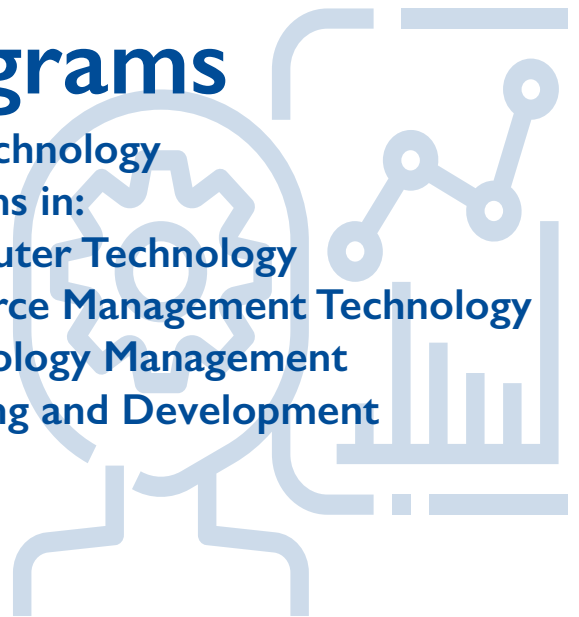 grams
chnology
ns in:
uter Technology
rce Management Technology
ology Management
ng and Development